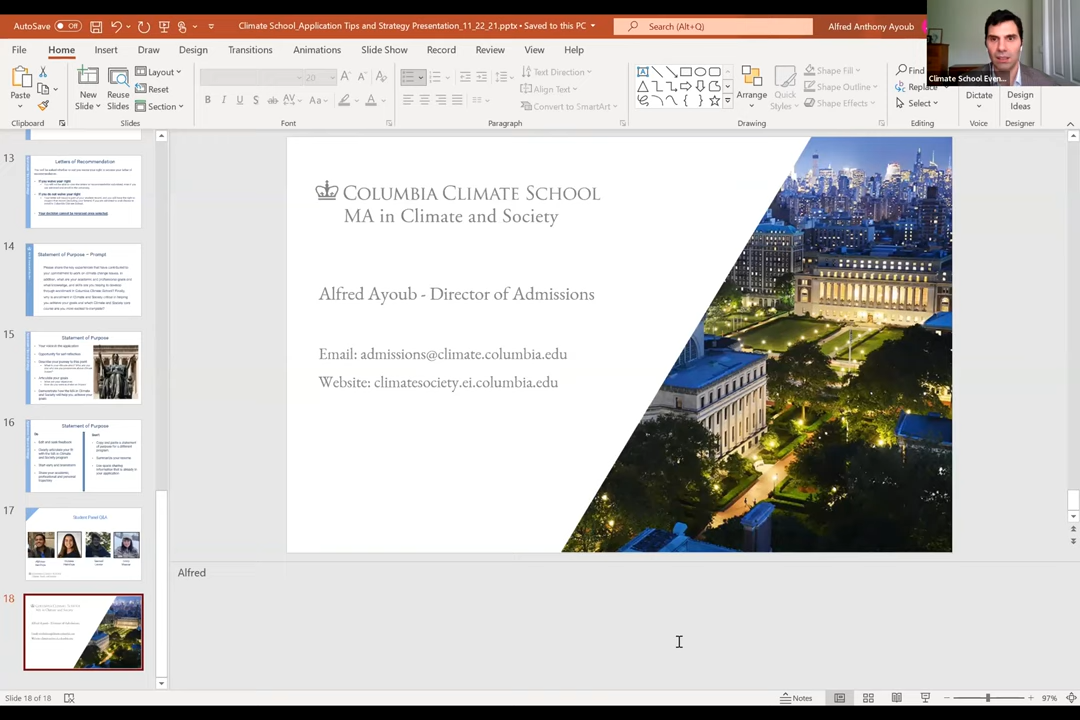 AutoSave Off
Climate School_Application Tips and Strategy Presentation_11_22_21.pptx • Saved to this PC
Search (Alt+Q)
Alfred Anthony Ayoub
File Home Insert Draw Design Transitions Animations Slide Show Record Review View Help
Paste
New Slide
Reuse Slides
Layout
Reset
Section
20
Text Direction
Align Text
Convert to SmartArt
Arrange
Quick Styles
Shape Fill
Shape Outline
Shape Effects
Find
Replace
Select
Dictate
Design Ideas
Climate School Even...
Clipboard Slides Font Paragraph Drawing Editing Voice Designer
13
Letters of Recommendation
14
Statement of Purpose – Prompt
15
Statement of Purpose
16
Statement of Purpose
17
Student Panel Q&A
18
COLUMBIA CLIMATE SCHOOL
MA in Climate and Society
Alfred Ayoub - Director of Admissions
Email: admissions@climate.columbia.edu
Website: climatesociety.ei.columbia.edu
Alfred
Slide 18 of 18
Notes
97%